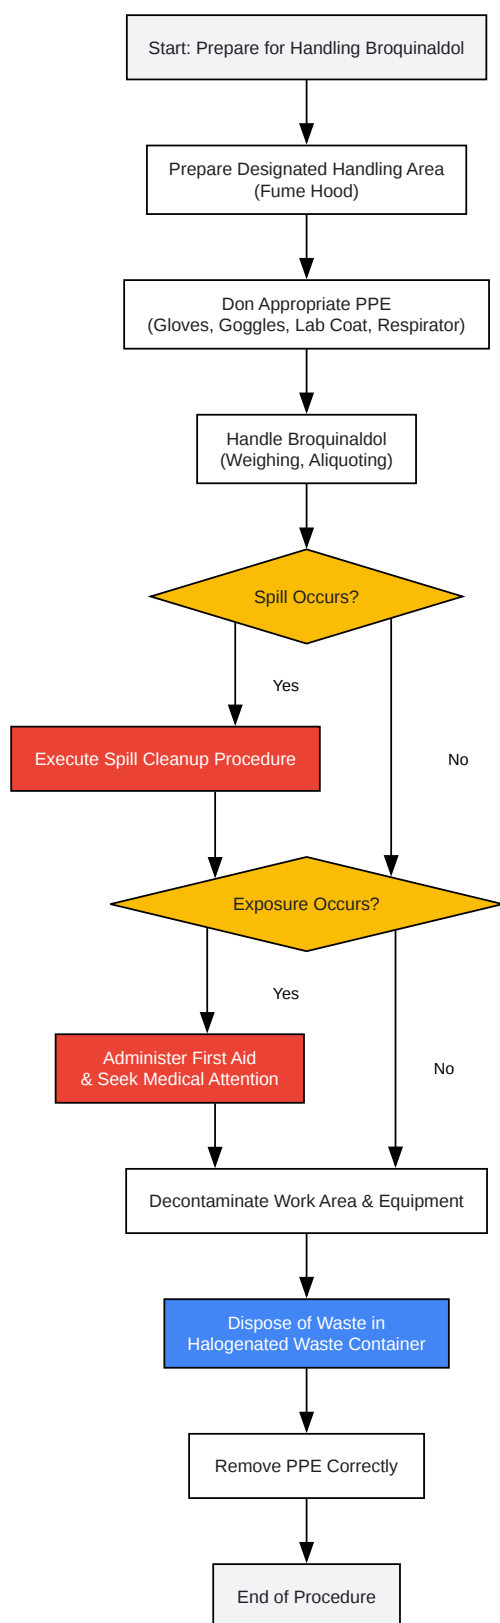 Start: Prepare for Handling Broquinaldol
Prepare Designated Handling Area
(Fume Hood)
Don Appropriate PPE
(Gloves, Goggles, Lab Coat, Respirator)
Handle Broquinaldol
(Weighing, Aliquoting)
Spill Occurs?
Yes
Execute Spill Cleanup Procedure
No
Exposure Occurs?
Yes
Administer First Aid
& Seek Medical Attention
No
Decontaminate Work Area & Equipment
Dispose of Waste in
Halogenated Waste Container
Remove PPE Correctly
End of Procedure